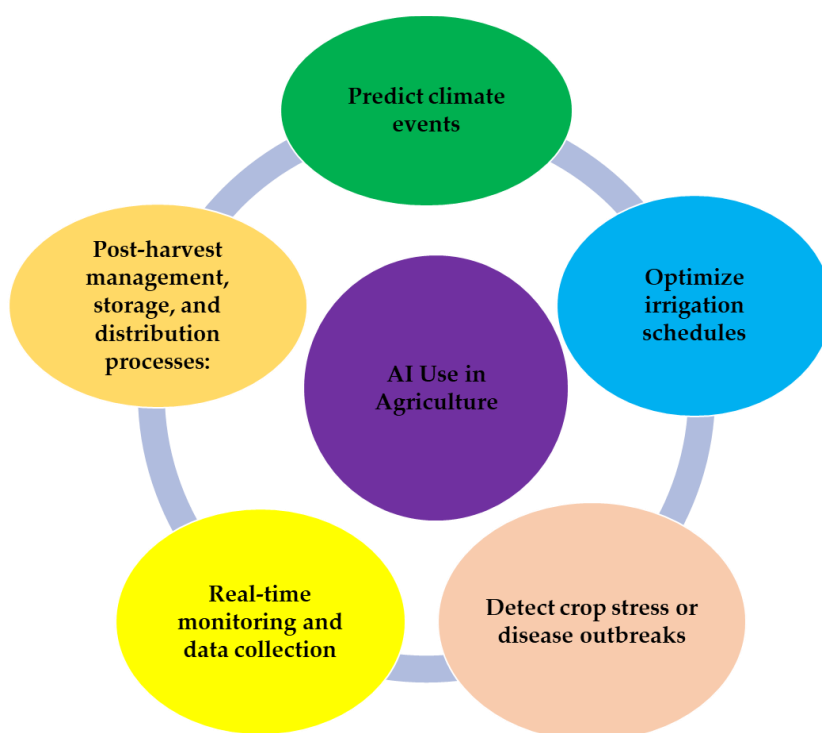 Predict climate
events
Optimize
irrigation
schedules
Detect crop stress or
disease outbreaks
Real-time
monitoring and
data collection
Post-harvest
management,
storage, and
distribution
processes:
AI Use in
Agriculture